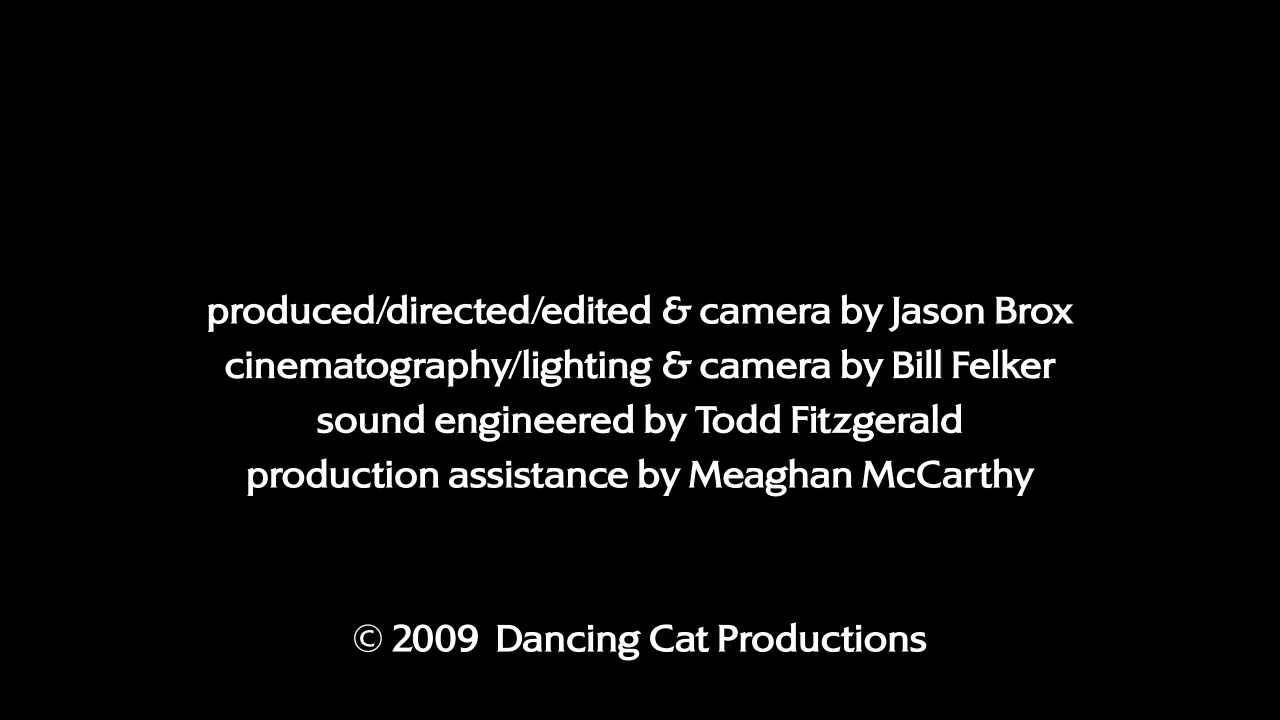 produced/directed/edited & camera by Jason Brox
cinematography/lighting & camera by Bill Felker
sound engineered by Todd Fitzgerald
production assistance by Meaghan McCarthy
© 2009 Dancing Cat Productions